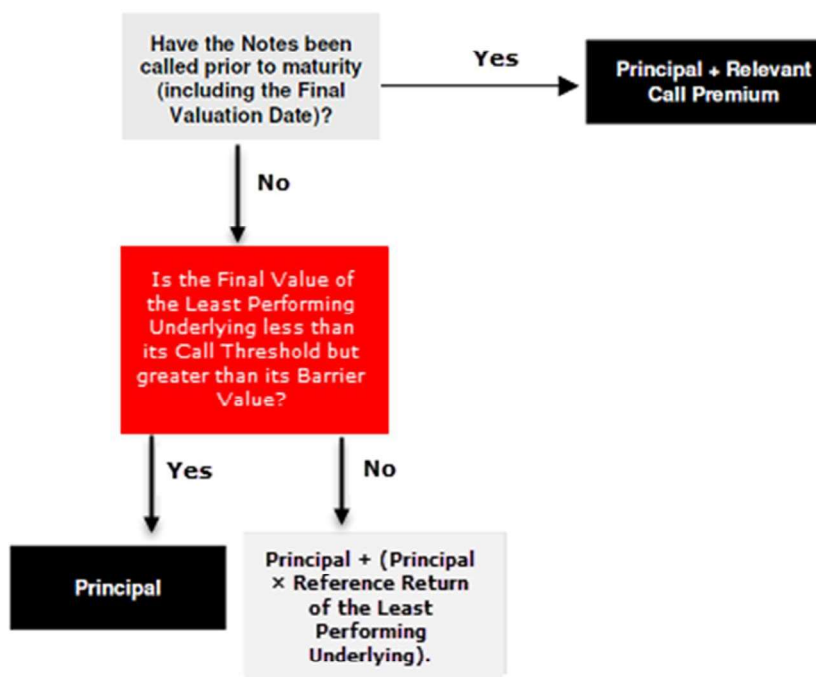 Have the Notes been
called prior to maturity
(including the Final
Valuation Date)?
Yes
Principal + Relevant
Call Premium
No
Is the Final Value of
the Least Performing
Underlying less than
its Call Threshold but
greater than its Barrier
Value?
Yes
No
Principal
Principal + (Principal
× Reference Return
of the Least
Performing
Underlying).